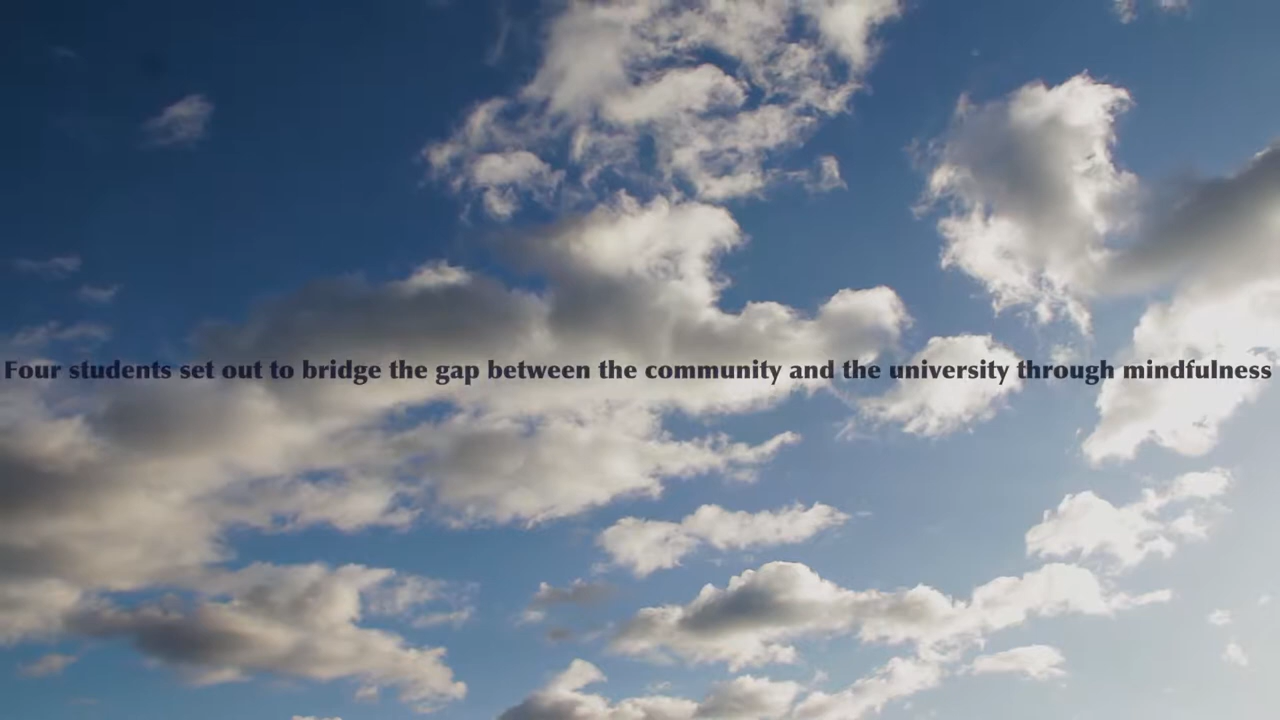 Four students set out to bridge the gap between the community and the university through mindfulness